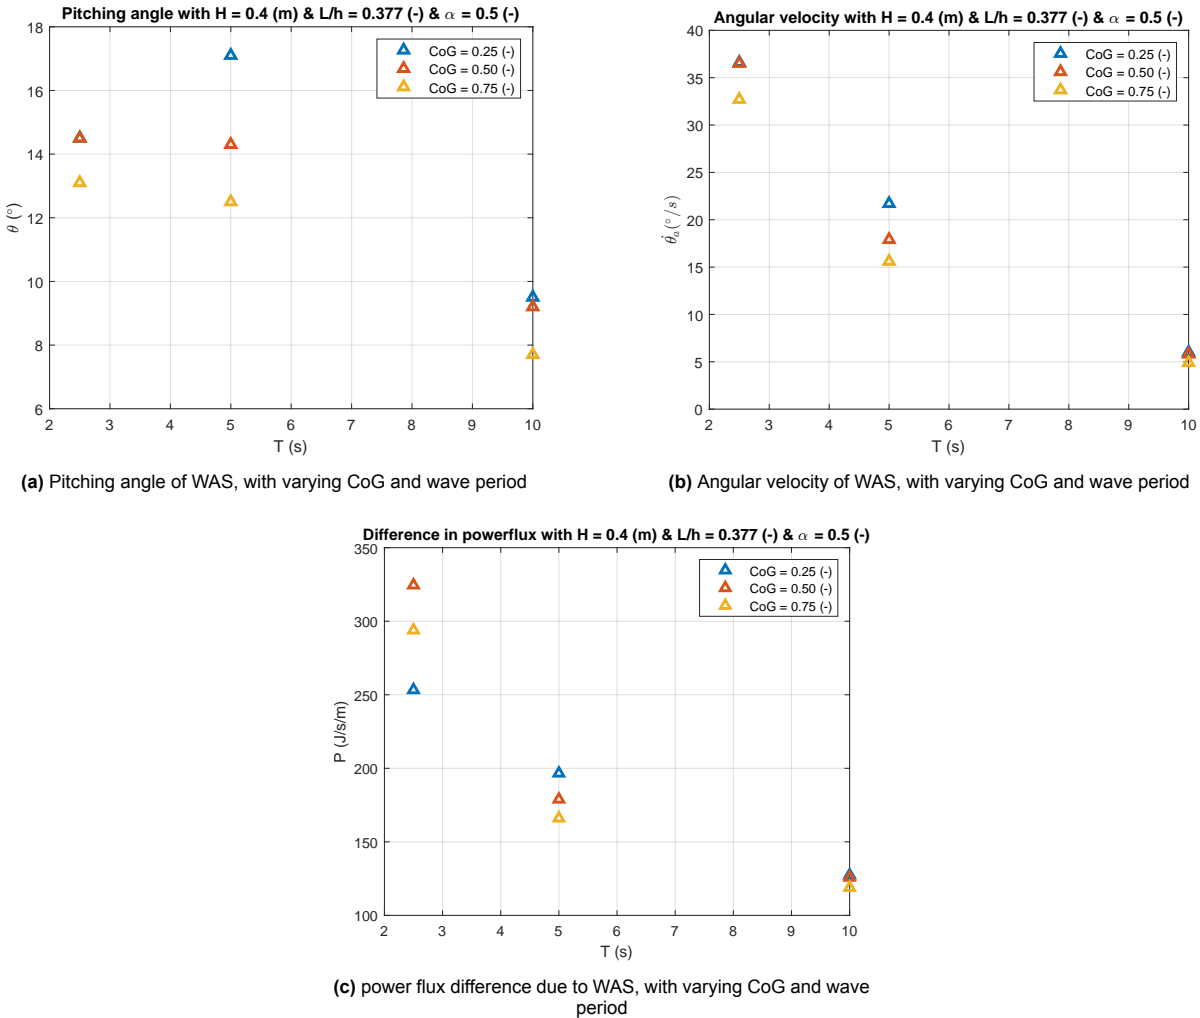 Pitching angle with H = 0.4 (m) & L/h = 0.377 (-) & α = 0.5 (-)
18
16
14
12
10
8
6
θ (°)
2 3 4 5 6 7 8 9 10
T (s)
CoG = 0.25 (-)
CoG = 0.50 (-)
CoG = 0.75 (-)
(a) Pitching angle of WAS, with varying CoG and wave period
Angular velocity with H = 0.4 (m) & L/h = 0.377 (-) & α = 0.5 (-)
40
35
30
25
20
15
10
5
0
θ̇ₐ(°/s)
2 3 4 5 6 7 8 9 10
T (s)
CoG = 0.25 (-)
CoG = 0.50 (-)
CoG = 0.75 (-)
(b) Angular velocity of WAS, with varying CoG and wave period
Difference in powerflux with H = 0.4 (m) & L/h = 0.377 (-) & α = 0.5 (-)
350
300
250
200
150
100
P (J/s/m)
2 3 4 5 6 7 8 9 10
T (s)
CoG = 0.25 (-)
CoG = 0.50 (-)
CoG = 0.75 (-)
(c) power flux difference due to WAS, with varying CoG and wave
period